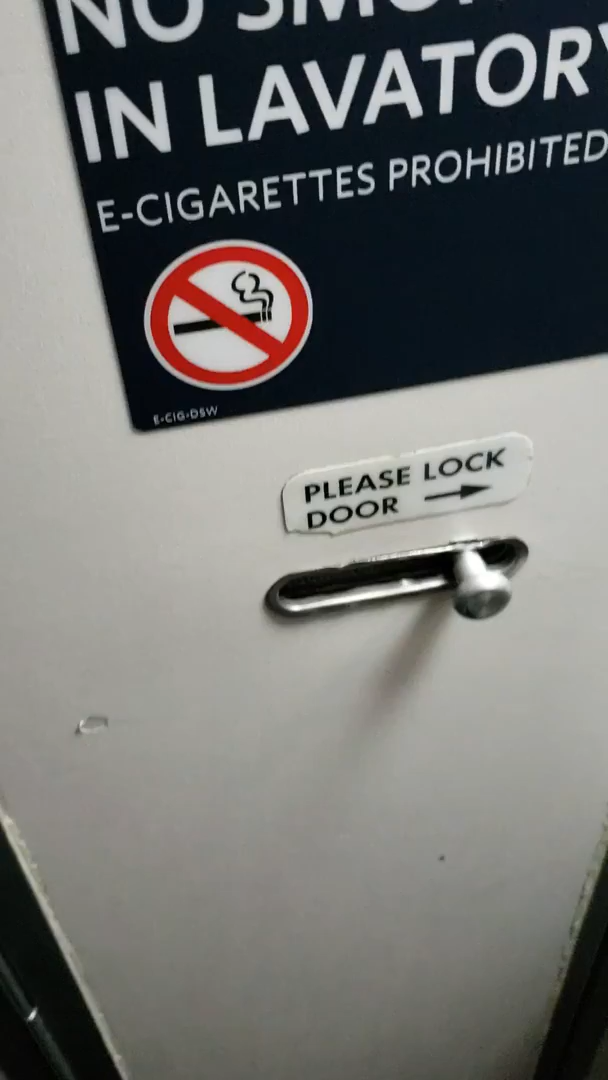 NO
IN LAVATORY
E-CIGARETTES PROHIBITED
E-CIG-DSW
PLEASE LOCK
DOOR